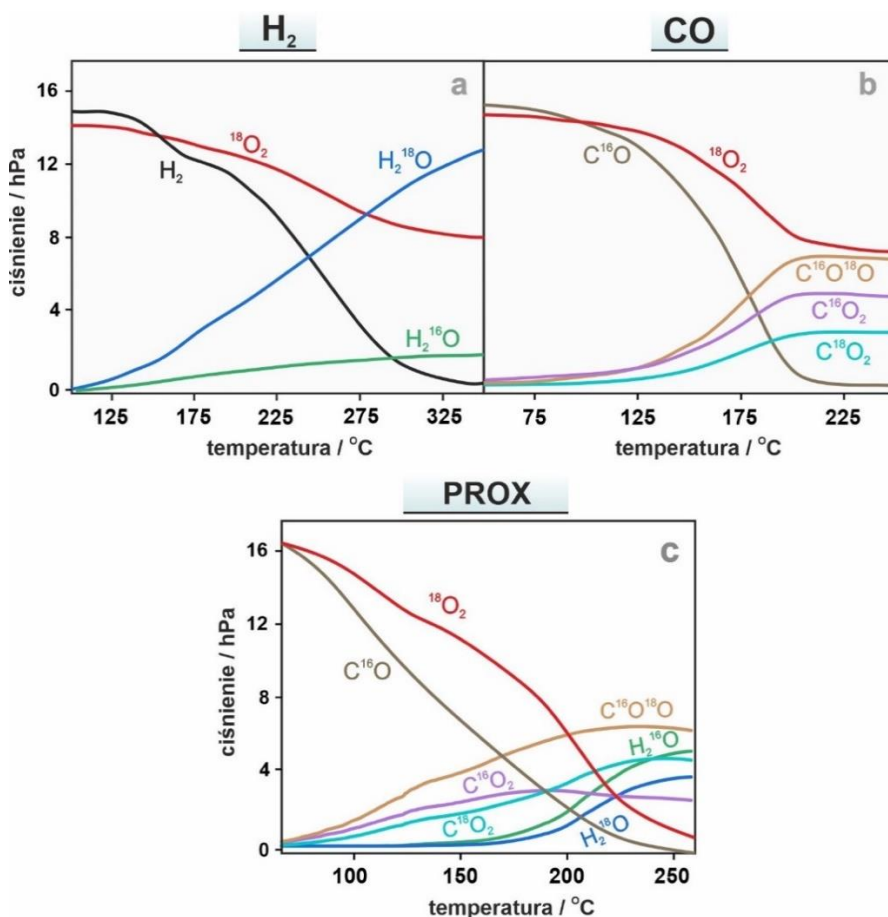 H₂
CO
a
b
16
12
8
4
0
ciśnienie / hPa
¹⁸O₂
H₂
H₂¹⁸O
H₂¹⁶O
125 175 225 275 325
temperatura / °C
C¹⁶O
¹⁸O₂
C¹⁶O¹⁸O
C¹⁶O₂
C¹⁸O₂
75 125 175 225
temperatura / °C
PROX
c
16
12
8
4
0
ciśnienie / hPa
¹⁸O₂
C¹⁶O
C¹⁶O¹⁸O
H₂¹⁶O
C¹⁶O₂
C¹⁸O₂
H₂¹⁸O
100 150 200 250
temperatura / °C